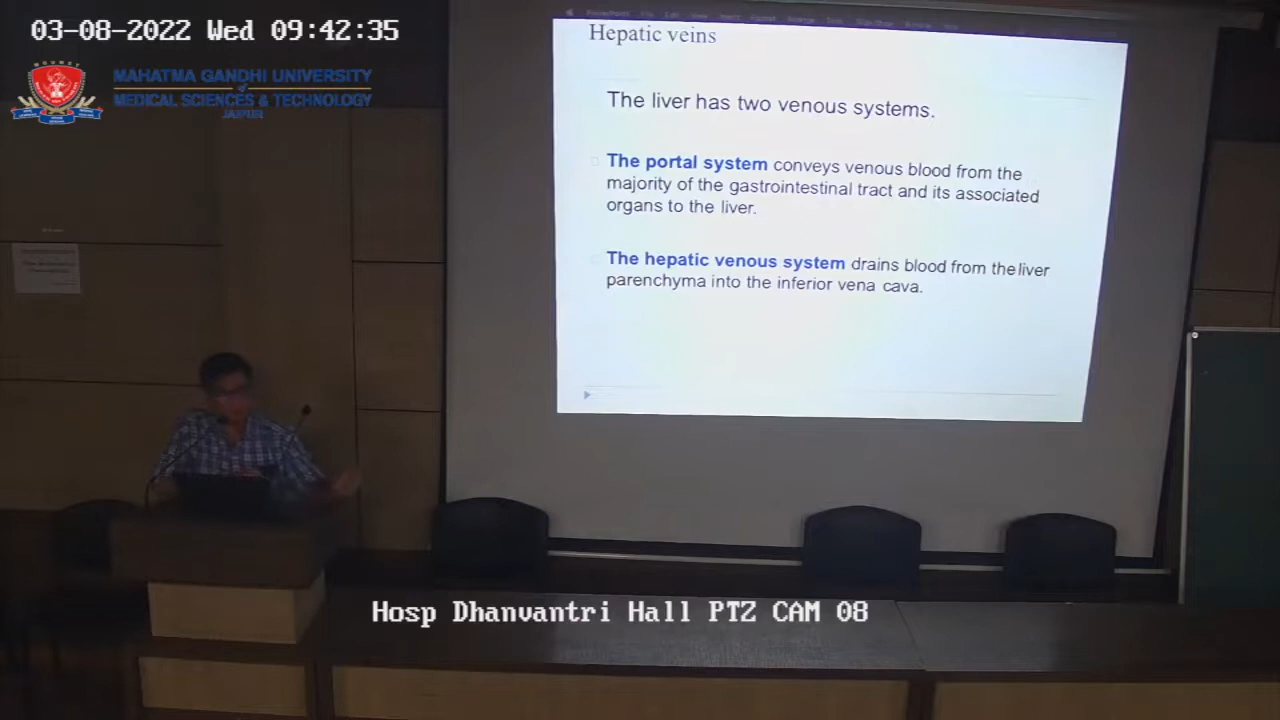 03-08-2022 Wed 09:42:35
MAHATMA GANDHI UNIVERSITY
of
MEDICAL SCIENCES & TECHNOLOGY
JAIPUR
Hepatic veins
The liver has two venous systems.
The portal system conveys venous blood from the
majority of the gastrointestinal tract and its associated
organs to the liver.
The hepatic venous system drains blood from the liver
parenchyma into the inferior vena cava.
Hosp Dhanvantri Hall PTZ CAM 08